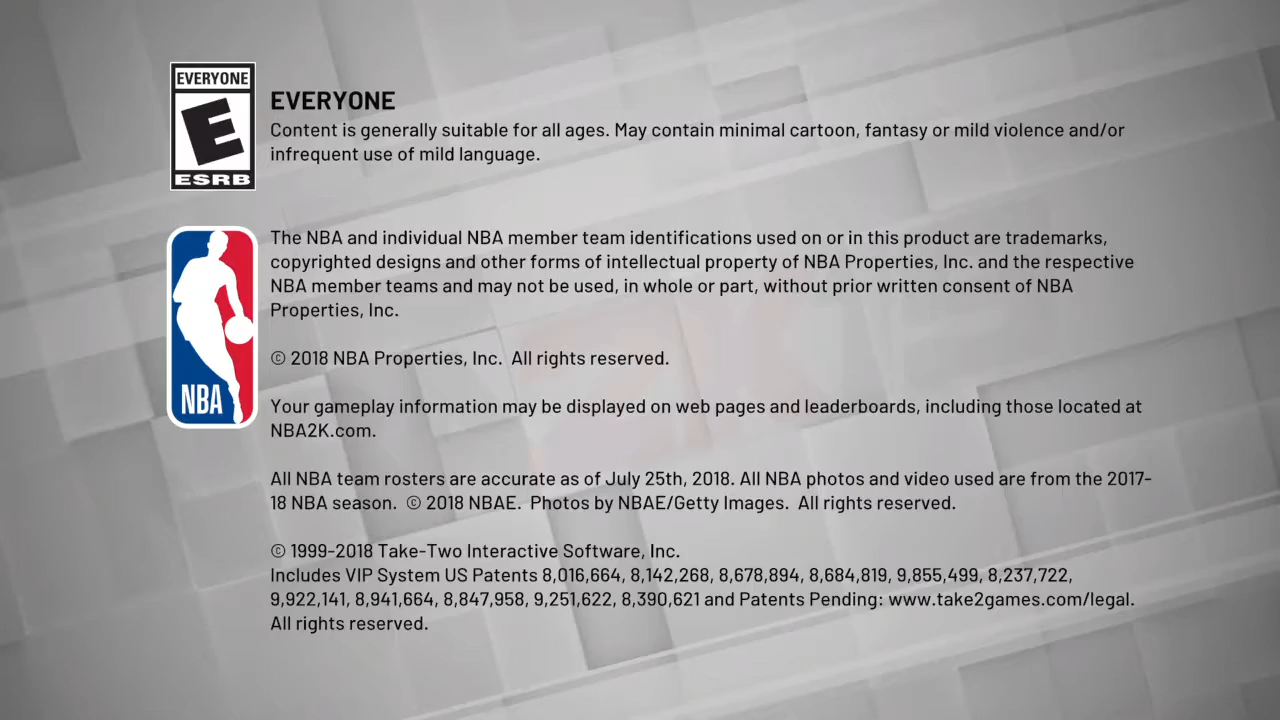 EVERYONE
E
ESRB
EVERYONE
Content is generally suitable for all ages. May contain minimal cartoon, fantasy or mild violence and/or
infrequent use of mild language.
NBA
The NBA and individual NBA member team identifications used on or in this product are trademarks,
copyrighted designs and other forms of intellectual property of NBA Properties, Inc. and the respective
NBA member teams and may not be used, in whole or part, without prior written consent of NBA
Properties, Inc.
© 2018 NBA Properties, Inc.  All rights reserved.
Your gameplay information may be displayed on web pages and leaderboards, including those located at
NBA2K.com.
All NBA team rosters are accurate as of July 25th, 2018. All NBA photos and video used are from the 2017-
18 NBA season.  © 2018 NBAE.  Photos by NBAE/Getty Images.  All rights reserved.
© 1999-2018 Take-Two Interactive Software, Inc.
Includes VIP System US Patents 8,016,664, 8,142,268, 8,678,894, 8,684,819, 9,855,499, 8,237,722,
9,922,141, 8,941,664, 8,847,958, 9,251,622, 8,390,621 and Patents Pending: www.take2games.com/legal.
All rights reserved.